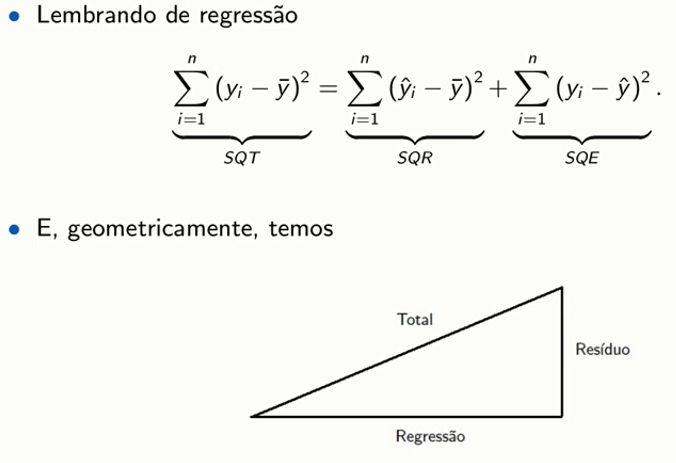 • Lembrando de regressão
$$\underbrace{\sum_{i=1}^{n} (y_i - \bar{y})^2}_{SQT} = \underbrace{\sum_{i=1}^{n} (\hat{y}_i - \bar{y})^2}_{SQR} + \underbrace{\sum_{i=1}^{n} (y_i - \hat{y})^2}_{SQE}.$$
• E, geometricamente, temos
Total
Resíduo
Regressão